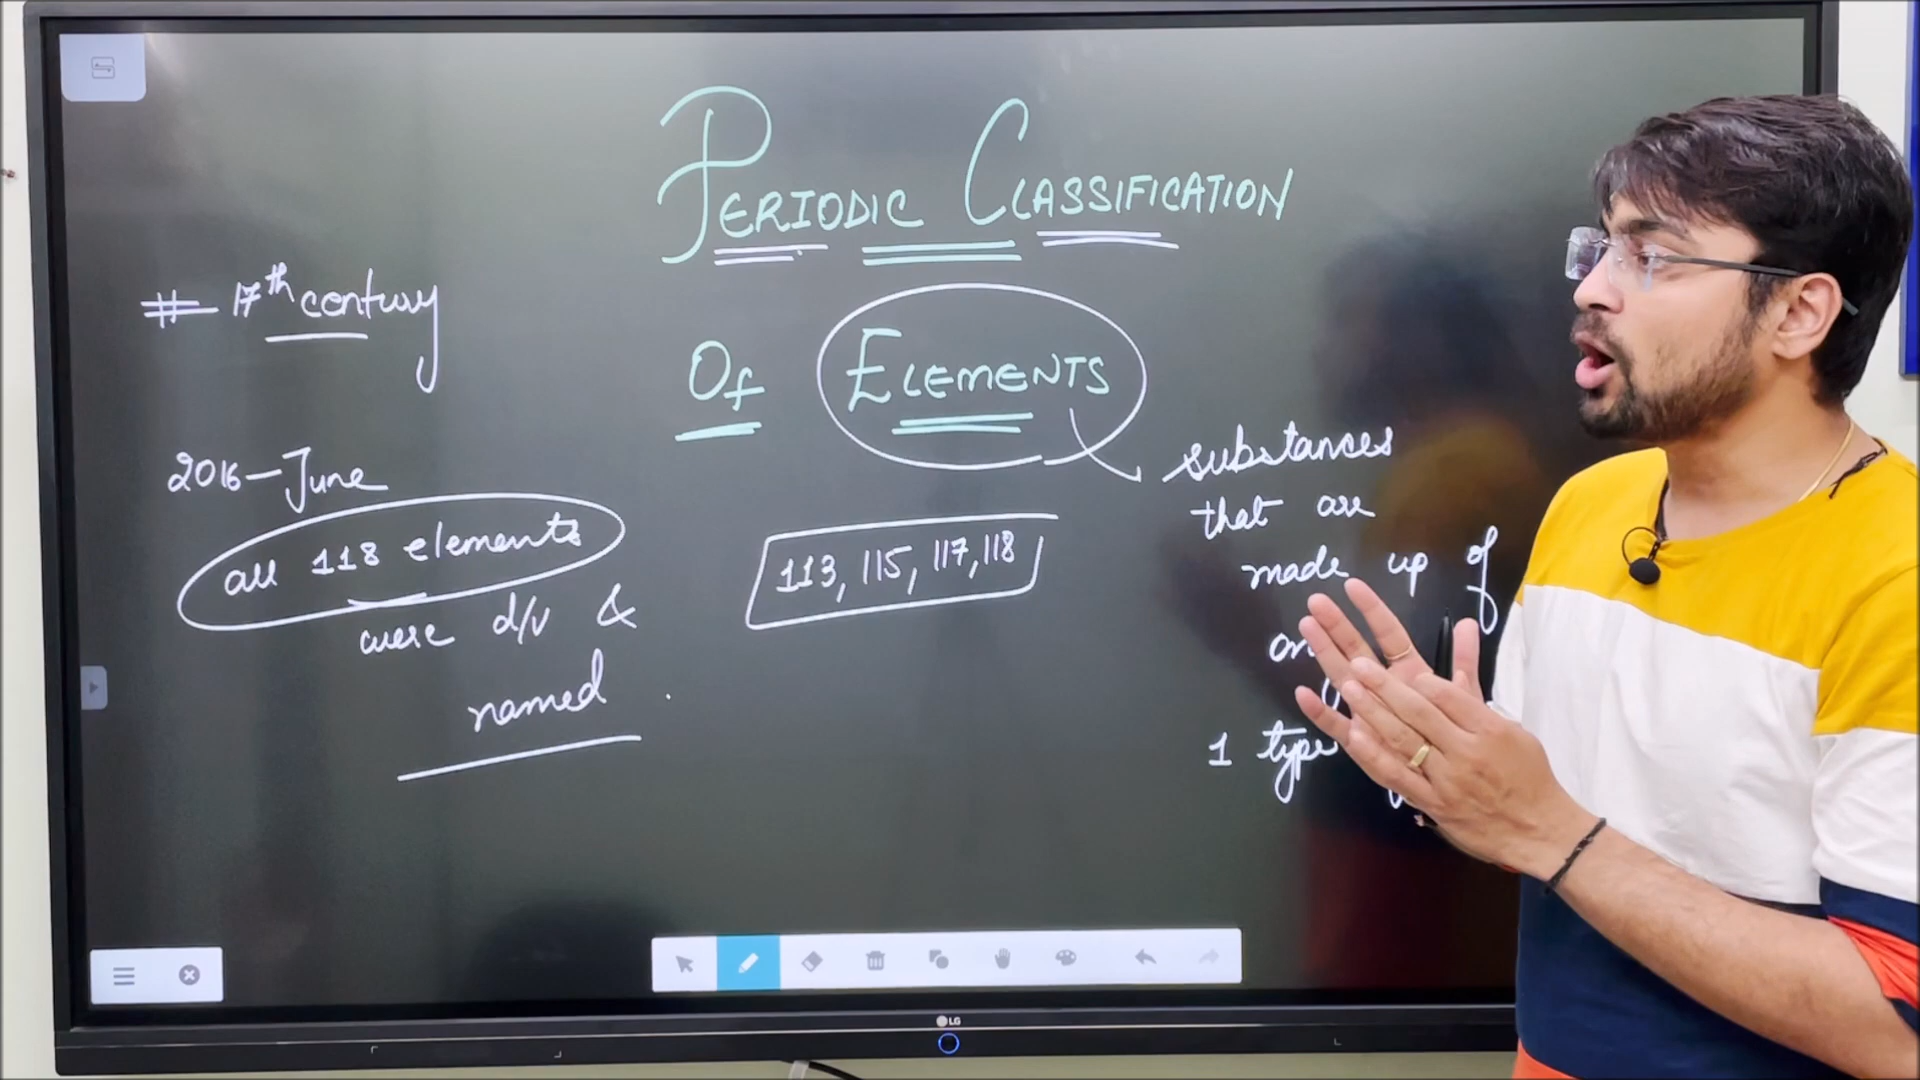 PERIODIC CLASSIFICATION
Of ELEMENTS
# 17th century
2016-June
all 118 elements
were d/v &
named.
113, 115, 117, 118
substances
that are
made up of
1 type
LG